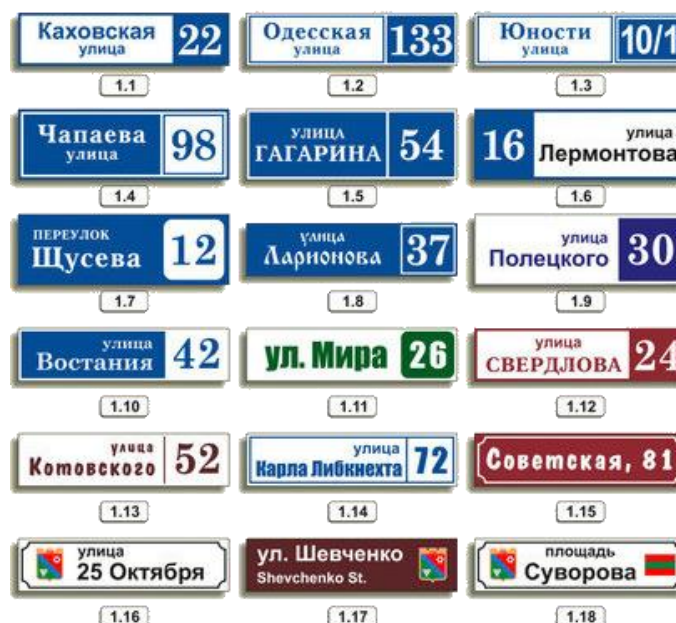 Каховская
улица
22
Одесская
улица
133
Юности
улица
10/1
1.1
1.2
1.3
Чапаева
улица
98
УЛИЦА
ГАГАРИНА
54
16
улица
Лермонтова
1.4
1.5
1.6
ПЕРЕУЛОК
Щусева
12
улица
Ларионова
37
улица
Полецкого
30
1.7
1.8
1.9
улица
Востания
42
ул. Мира
26
улица
СВЕРДЛОВА
24
1.10
1.11
1.12
улица
Котовского
52
улица
Карла Либкнехта
72
Советская, 81
1.13
1.14
1.15
улица
25 Октября
ул. Шевченко
Shevchenko St.
площадь
Суворова
1.16
1.17
1.18